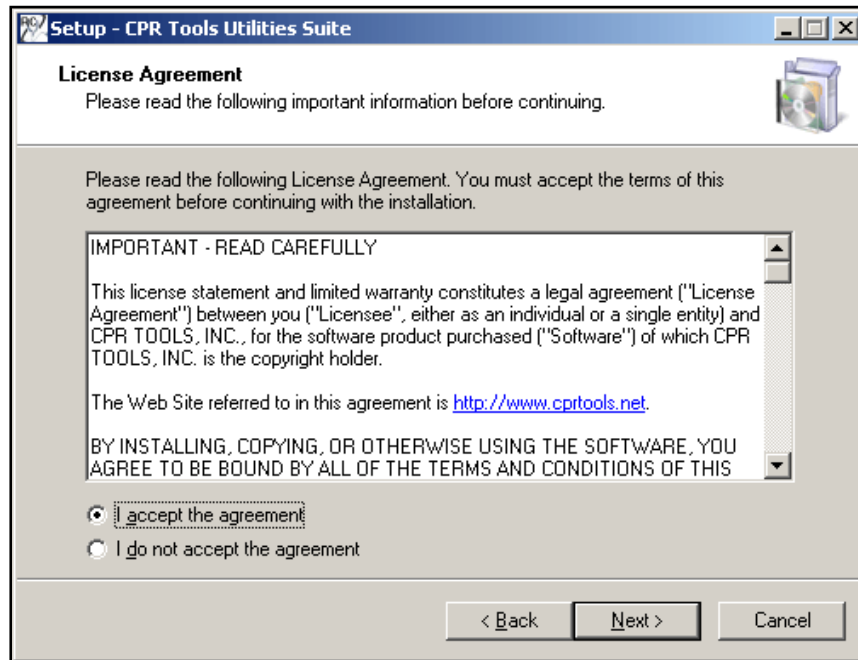 Setup - CPR Tools Utilities Suite
License Agreement
Please read the following important information before continuing.
Please read the following License Agreement. You must accept the terms of this
agreement before continuing with the installation.
IMPORTANT - READ CAREFULLY
This license statement and limited warranty constitutes a legal agreement ("License
Agreement") between you ("Licensee", either as an individual or a single entity) and
CPR TOOLS, INC., for the software product purchased ("Software") of which CPR
TOOLS, INC. is the copyright holder.
The Web Site referred to in this agreement is http://www.cprtools.net.
BY INSTALLING, COPYING, OR OTHERWISE USING THE SOFTWARE, YOU
AGREE TO BE BOUND BY ALL OF THE TERMS AND CONDITIONS OF THIS
I accept the agreement
I do not accept the agreement
< Back Next > Cancel